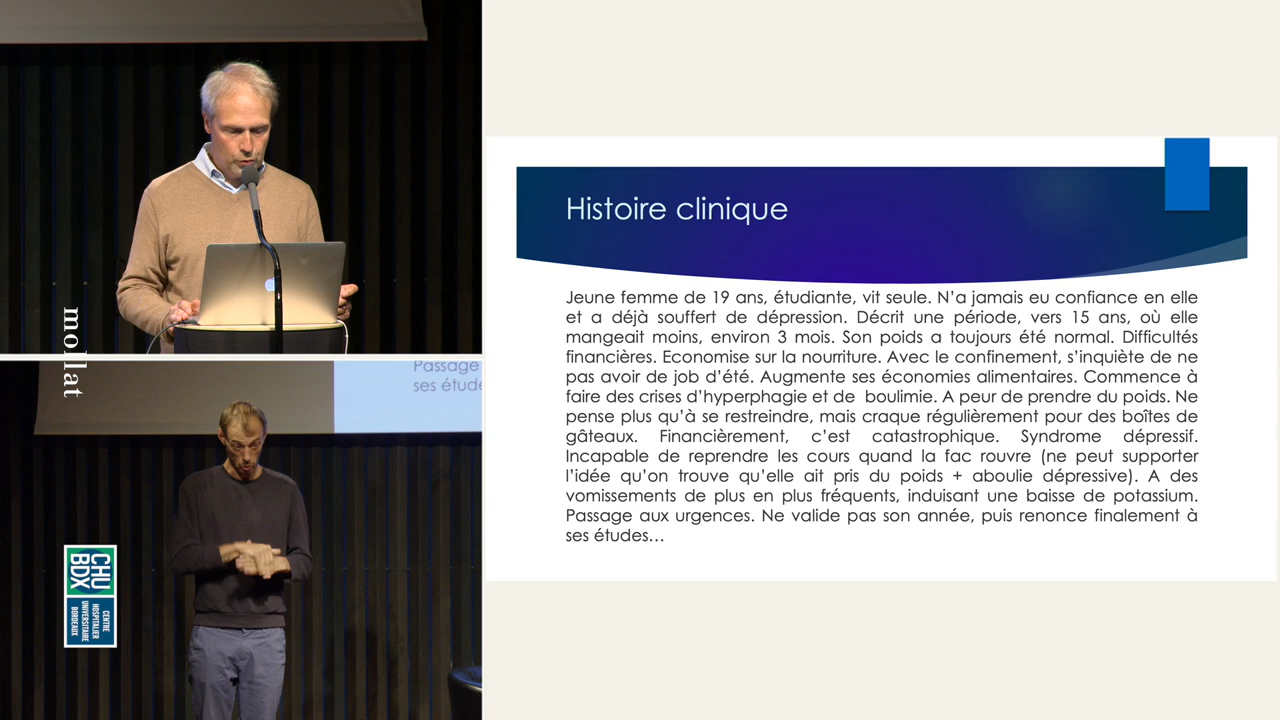 mollat
Passage
ses étude
CHU
BDX
CENTRE
HOSPITALIER
UNIVERSITAIRE
BORDEAUX
Histoire clinique
Jeune femme de 19 ans, étudiante, vit seule. N’a jamais eu confiance en elle
et a déjà souffert de dépression. Décrit une période, vers 15 ans, où elle
mangeait moins, environ 3 mois. Son poids a toujours été normal. Difficultés
financières. Economise sur la nourriture. Avec le confinement, s’inquiète de ne
pas avoir de job d’été. Augmente ses économies alimentaires. Commence à
faire des crises d’hyperphagie et de boulimie. A peur de prendre du poids. Ne
pense plus qu’à se restreindre, mais craque régulièrement pour des boîtes de
gâteaux. Financièrement, c’est catastrophique. Syndrome dépressif.
Incapable de reprendre les cours quand la fac rouvre (ne peut supporter
l’idée qu’on trouve qu’elle ait pris du poids + aboulie dépressive). A des
vomissements de plus en plus fréquents, induisant une baisse de potassium.
Passage aux urgences. Ne valide pas son année, puis renonce finalement à
ses études…